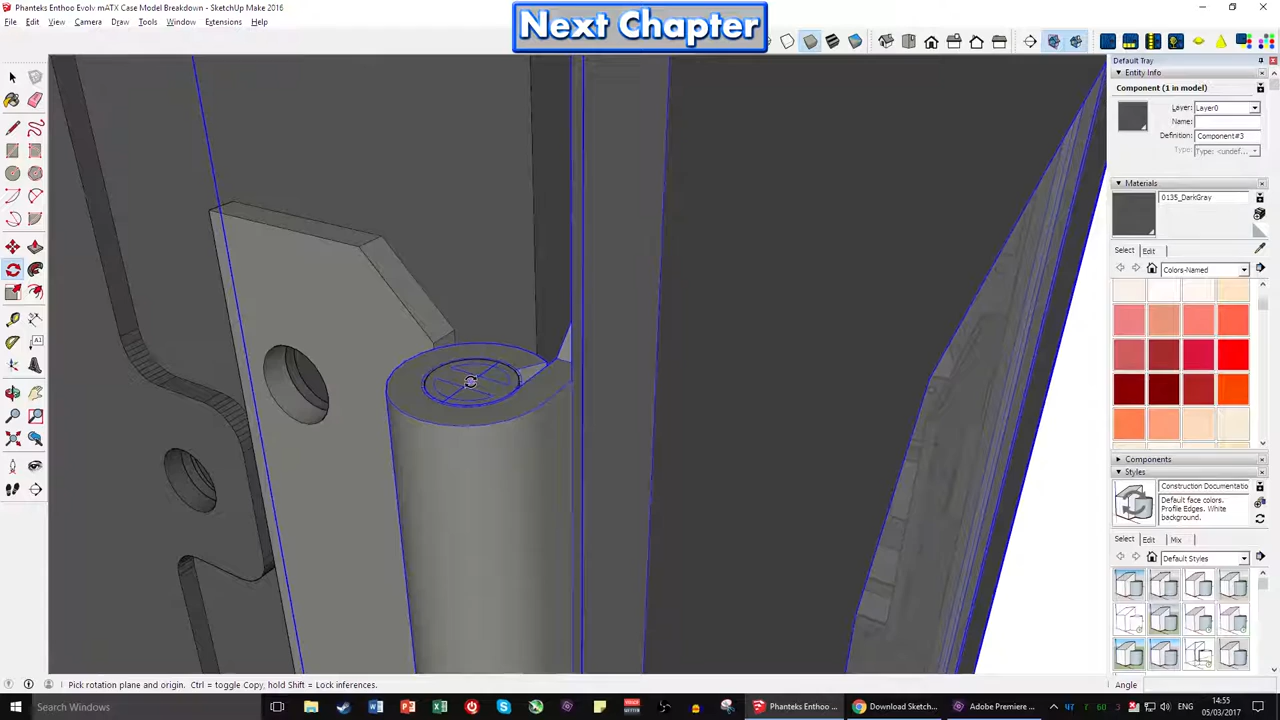 Phanteks Enthoo Evolv mATX Case Model Breakdown - SketchUp Make 2016
Next Chapter
File Edit View Camera Draw Tools Window Extensions Help
Default Tray
Entity Info
Component (1 in model)
Layer: Layer0
Name:
Definition: Component#3
Type: Type: <undef...
Materials
0135_DarkGray
Select Edit
Colors-Named
Components
Styles
Construction Documentatio
Default face colors.
Profile Edges. White
background.
Select Edit Mix
Default Styles
Pick rotation plane and origin. Ctrl = toggle Copy, hold Shift = Lock inferences.
Angle
Search Windows
Phanteks Enthoo ...
Download Sketch...
Adobe Premiere ...
ENG
14:55
05/03/2017